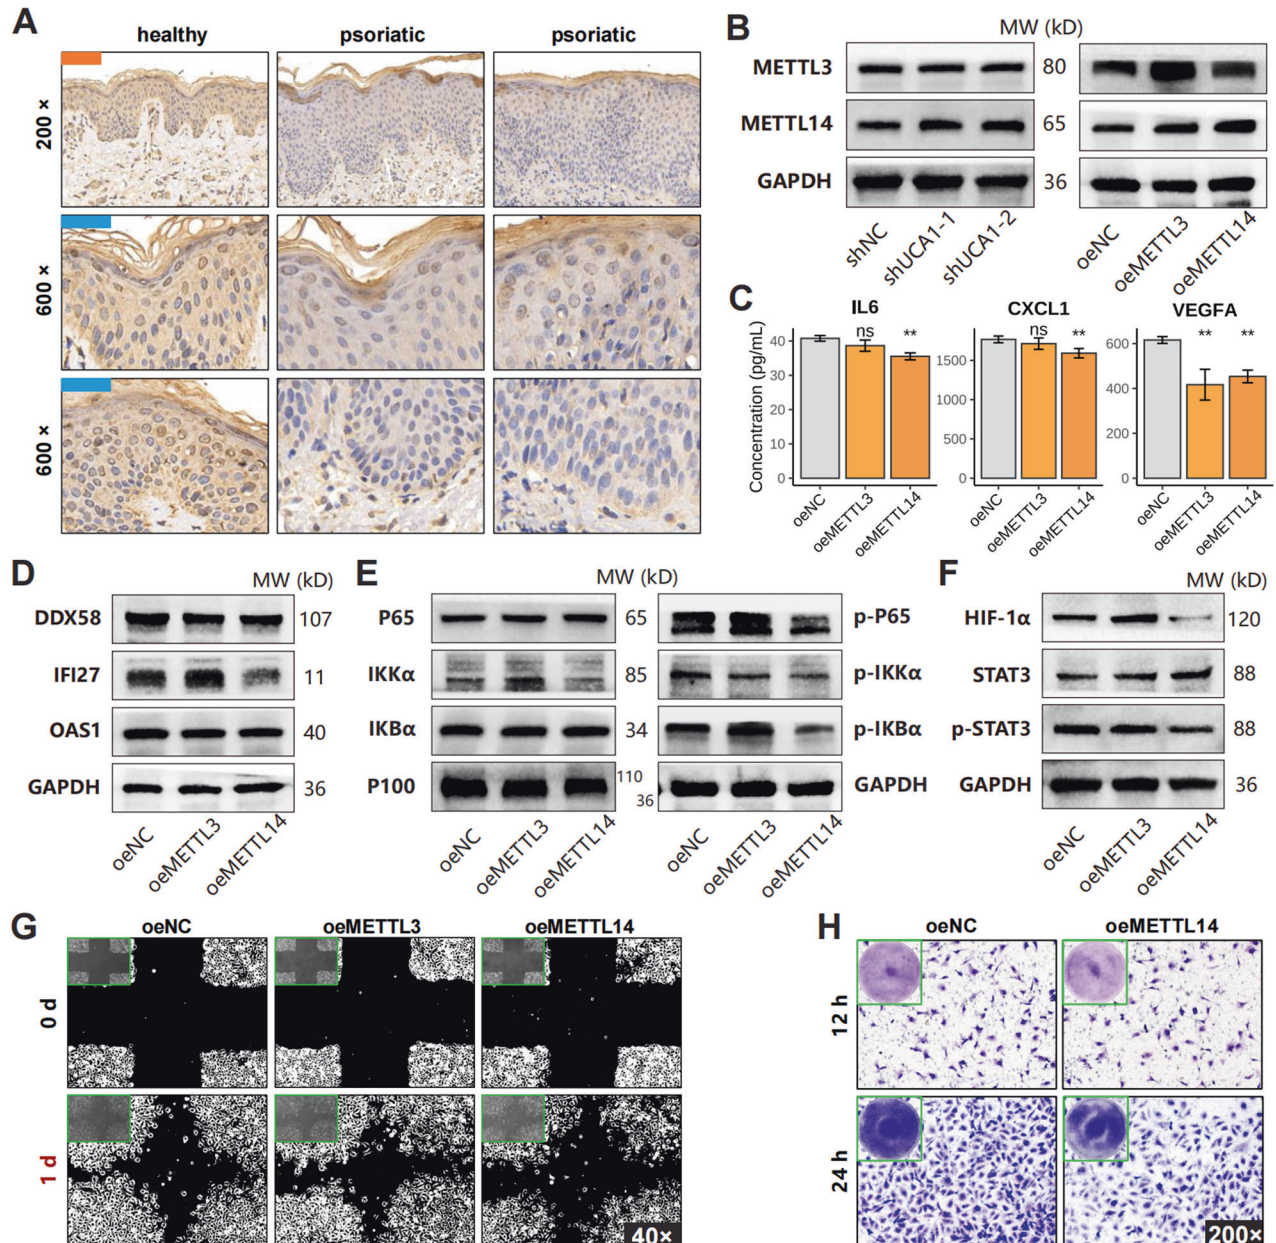 A
healthy
psoriatic
psoriatic
200 ×
600 ×
600 ×
B
MW (kD)
METTL3
80
METTL14
65
GAPDH
36
shNC
shUCA1-1
shUCA1-2
oeNC
oeMETTL3
oeMETTL14
C
IL6
CXCL1
VEGFA
Concentration (pg/mL)
40
30
20
10
0
ns
**
1500
1000
500
0
ns
**
600
400
200
0
**
**
oeNC
oeMETTL3
oeMETTL14
oeNC
oeMETTL3
oeMETTL14
oeNC
oeMETTL3
oeMETTL14
D
MW (kD)
DDX58
107
IFI27
11
OAS1
40
GAPDH
36
oeNC
oeMETTL3
oeMETTL14
E
MW (kD)
P65
65
p-P65
IKKα
85
p-IKKα
IKBα
34
p-IKBα
P100
110
36
GAPDH
oeNC
oeMETTL3
oeMETTL14
oeNC
oeMETTL3
oeMETTL14
F
MW (kD)
HIF-1α
120
STAT3
88
p-STAT3
88
GAPDH
36
oeNC
oeMETTL3
oeMETTL14
G
oeNC
oeMETTL3
oeMETTL14
0 d
1 d
40×
H
oeNC
oeMETTL14
12 h
24 h
200×